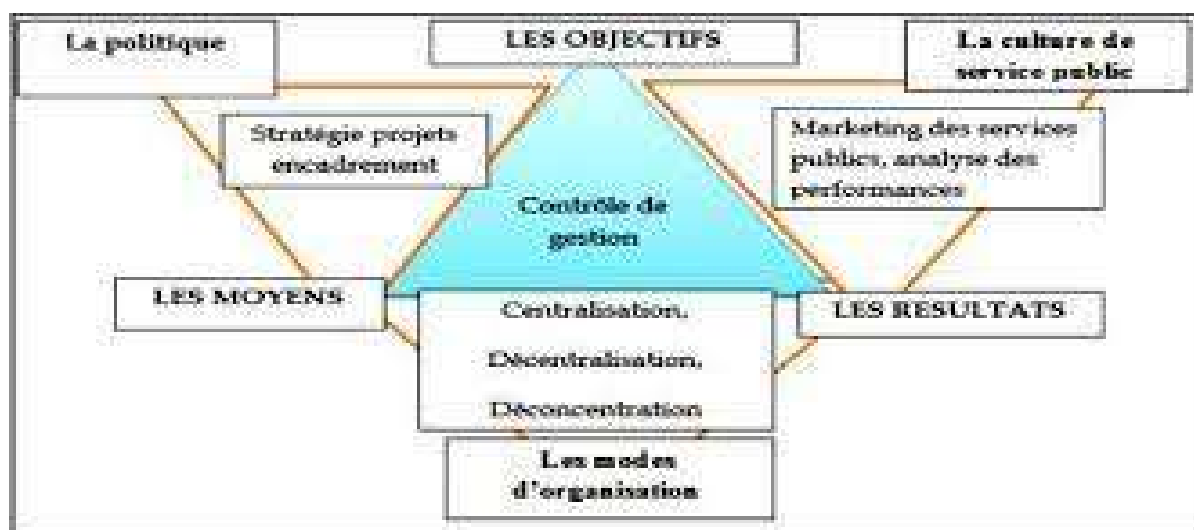 La politique
LES OBJECTIFS
La culture de
service public
Stratégie projets
encadrement
Marketing des services
publics, analyse des
performances
Contrôle de
gestion
LES MOYENS
Centralisation,
Décentralisation,
Déconcentration
LES RESULTATS
Les modes
d'organisation